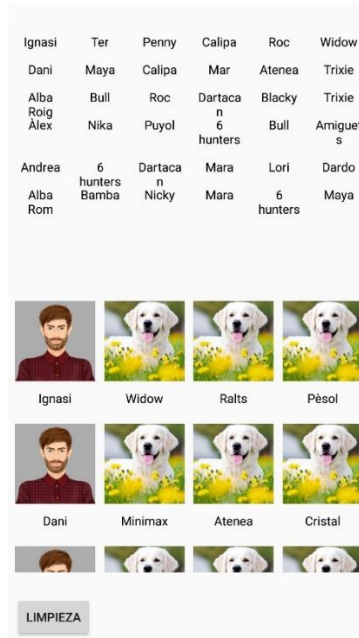 Ignasi Ter Penny Calipa Roc Widow
Dani Maya Calipa Mar Atenea Trixie
Alba Roig Bull Roc Dartacan Blacky Trixie
Àlex Nika Puyol 6 hunters Bull Amiguets
Andrea 6 hunters Dartacan Mara Lori Dardo
Alba Rom Bamba Nicky Mara 6 hunters Maya
Ignasi Widow Ralts Pèsol
Dani Minimax Atenea Cristal
LIMPIEZA